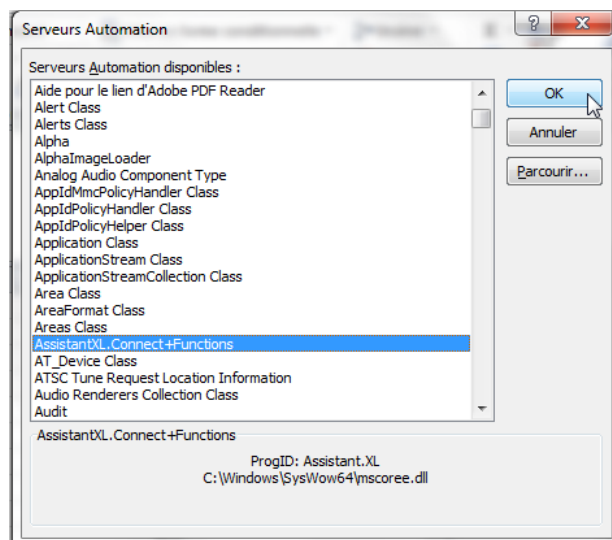 Serveurs Automation
Serveurs Automation disponibles :
Aide pour le lien d'Adobe PDF Reader
Alert Class
Alerts Class
Alpha
AlphaImageLoader
Analog Audio Component Type
AppIdMmcPolicyHandler Class
AppIdPolicyHandler Class
AppIdPolicyHelper Class
Application Class
ApplicationStream Class
ApplicationStreamCollection Class
Area Class
AreaFormat Class
Areas Class
AssistantXL.Connect+Functions
AT_Device Class
ATSC Tune Request Location Information
Audio Renderers Collection Class
Audit
OK
Annuler
Parcourir...
AssistantXL.Connect+Functions
ProgID: Assistant.XL
C:\Windows\SysWow64\mscoree.dll